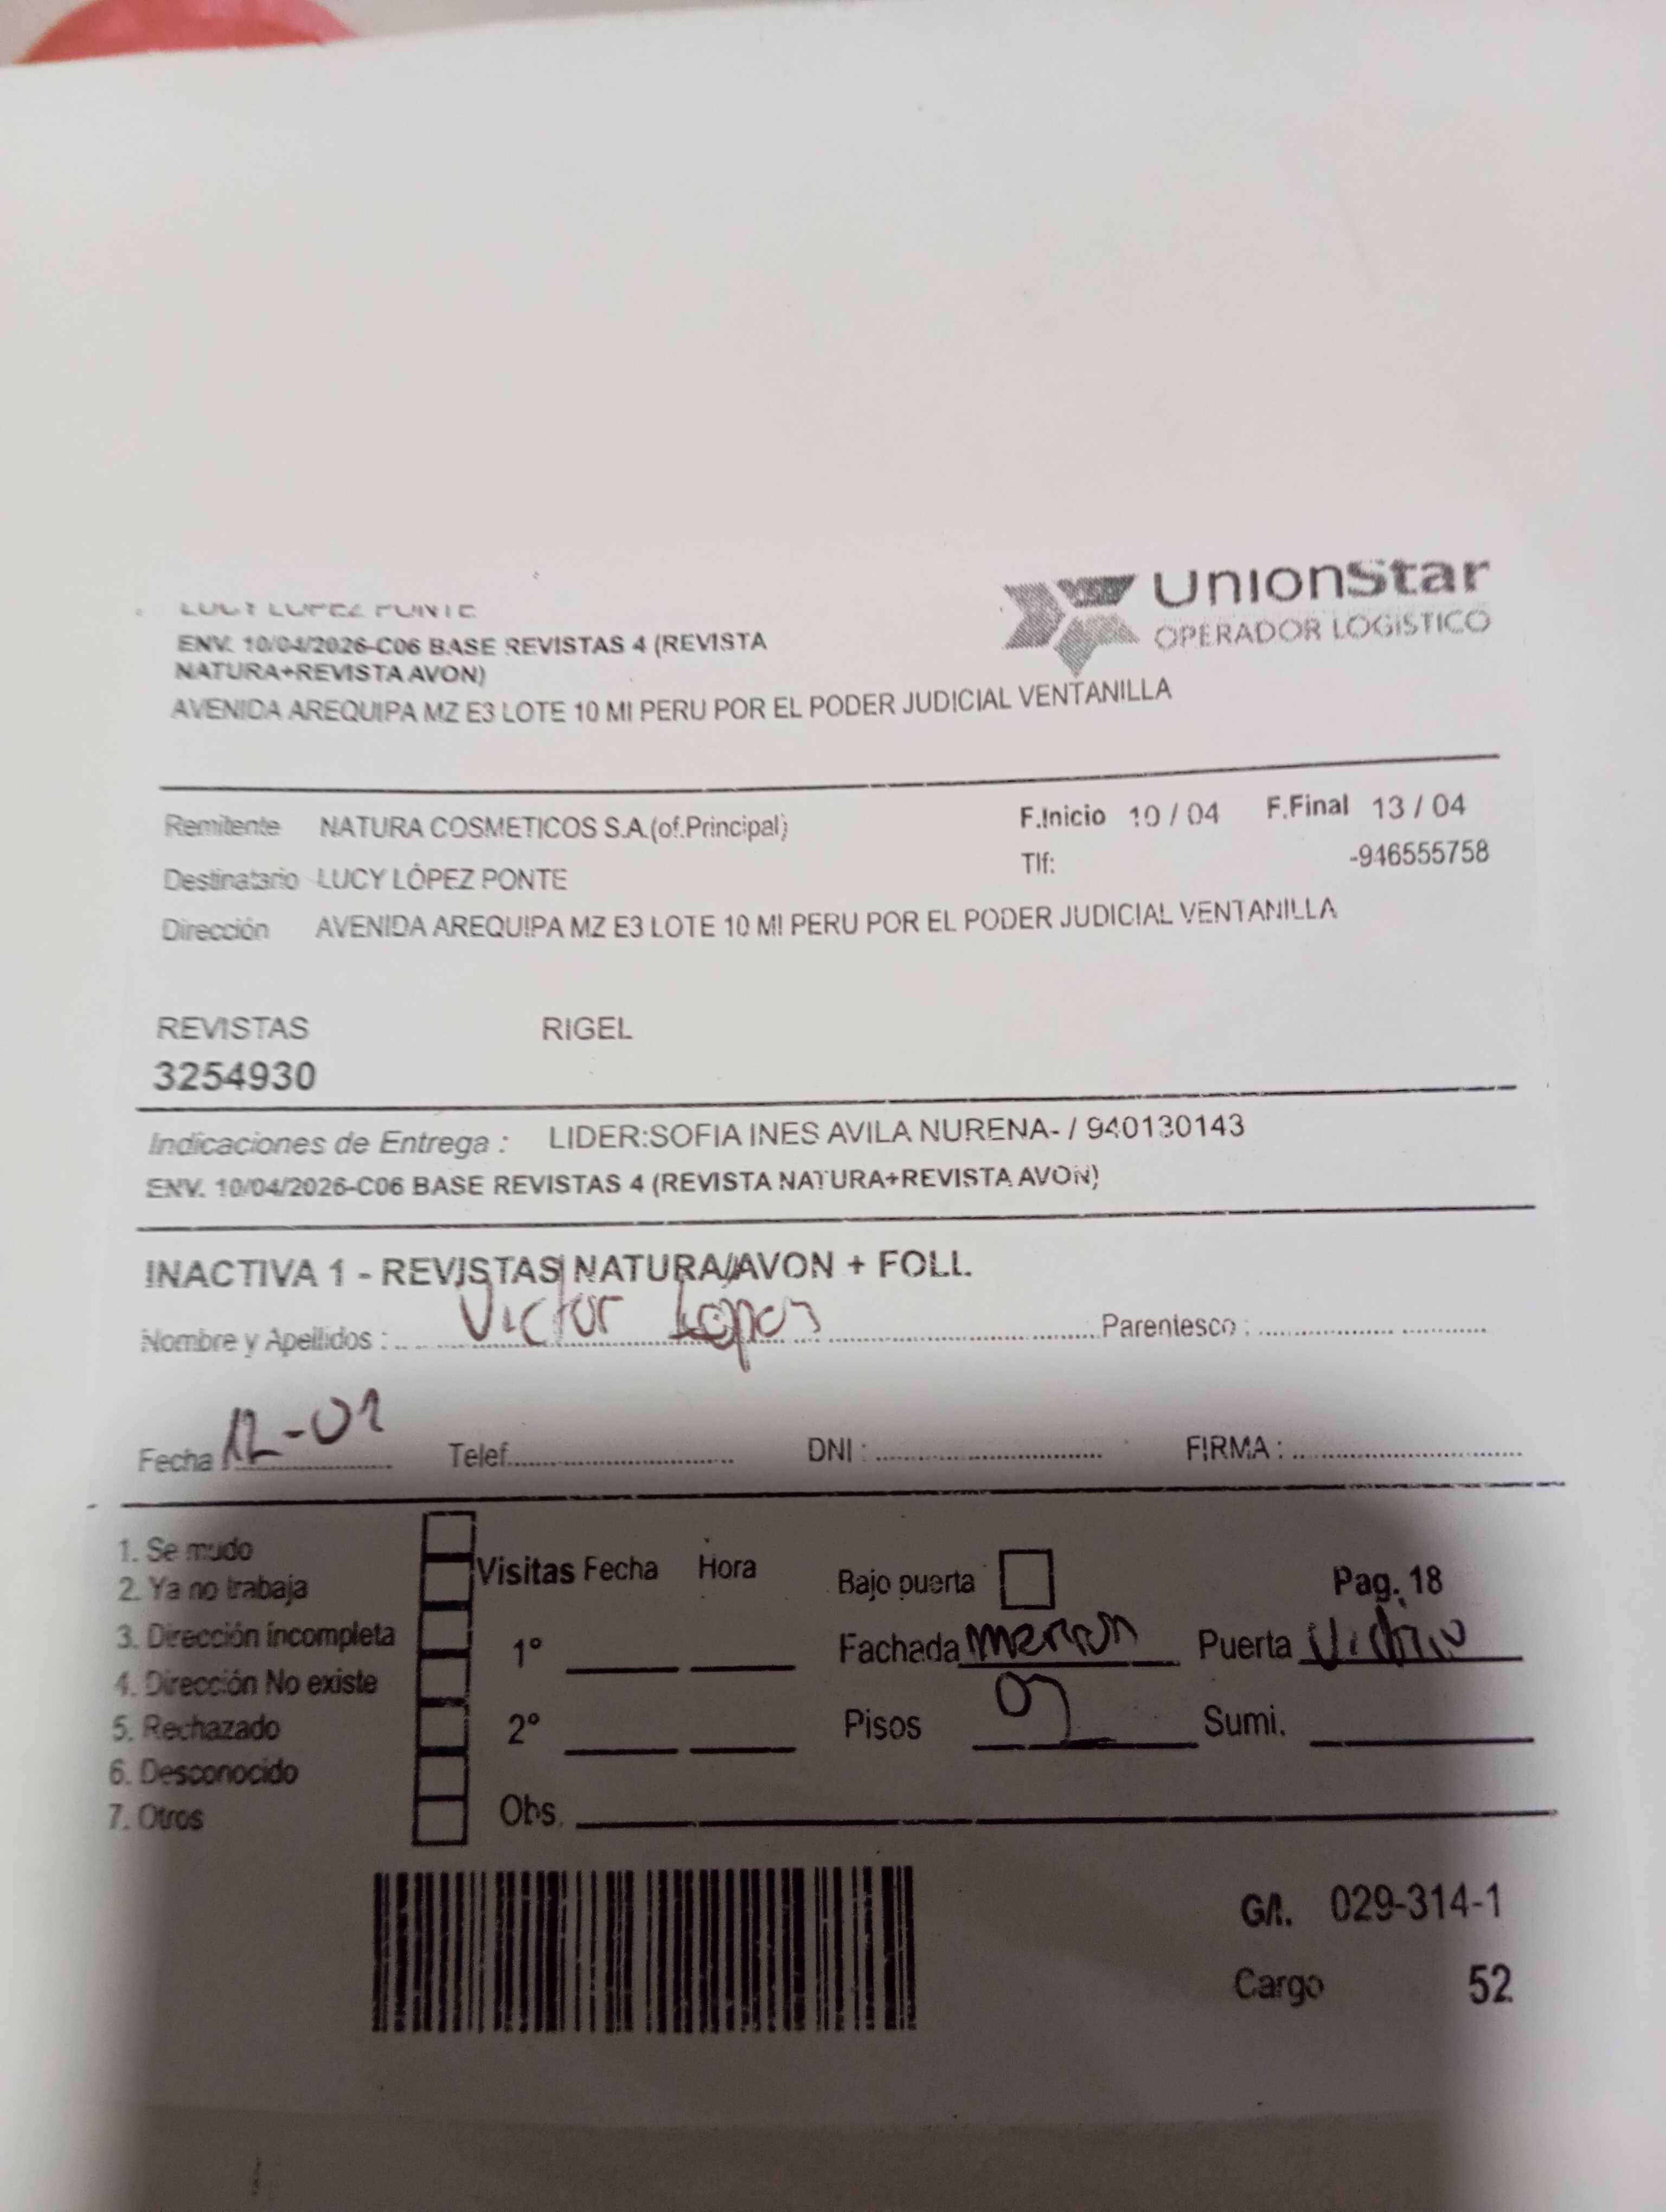 UnionStar
OPERADOR LOGISTICO
LUCY LOPEZ PONTE
ENV. 10/04/2026-C06 BASE REVISTAS 4 (REVISTA
NATURA+REVISTA AVON)
AVENIDA AREQUIPA MZ E3 LOTE 10 MI PERU POR EL PODER JUDICIAL VENTANILLA
Remitente NATURA COSMETICOS S.A.(of.Principal) F.Inicio 10 / 04 F.Final 13 / 04
Destinatario LUCY LÓPEZ PONTE Tlf: -946555758
Dirección AVENIDA AREQUIPA MZ E3 LOTE 10 MI PERU POR EL PODER JUDICIAL VENTANILLA
REVISTAS RIGEL
3254930
Indicaciones de Entrega : LIDER:SOFIA INES AVILA NURENA- / 940130143
ENV. 10/04/2026-C06 BASE REVISTAS 4 (REVISTA NATURA+REVISTA AVON)
INACTIVA 1 - REVISTAS NATURA/AVON + FOLL.
Nombre y Apellidos : Victor Parentesco :
Fecha Telef. DNI : FIRMA :
1. Se mudo
2. Ya no trabaja
3. Dirección incompleta
4. Dirección No existe
5. Rechazado
6. Desconocido
7. Otros
Visitas Fecha Hora
1°
2°
Obs.
Bajo puerta Pag. 18
Fachada Puerta
Pisos Sumi.
G/I. 029-314-1
Cargo 52